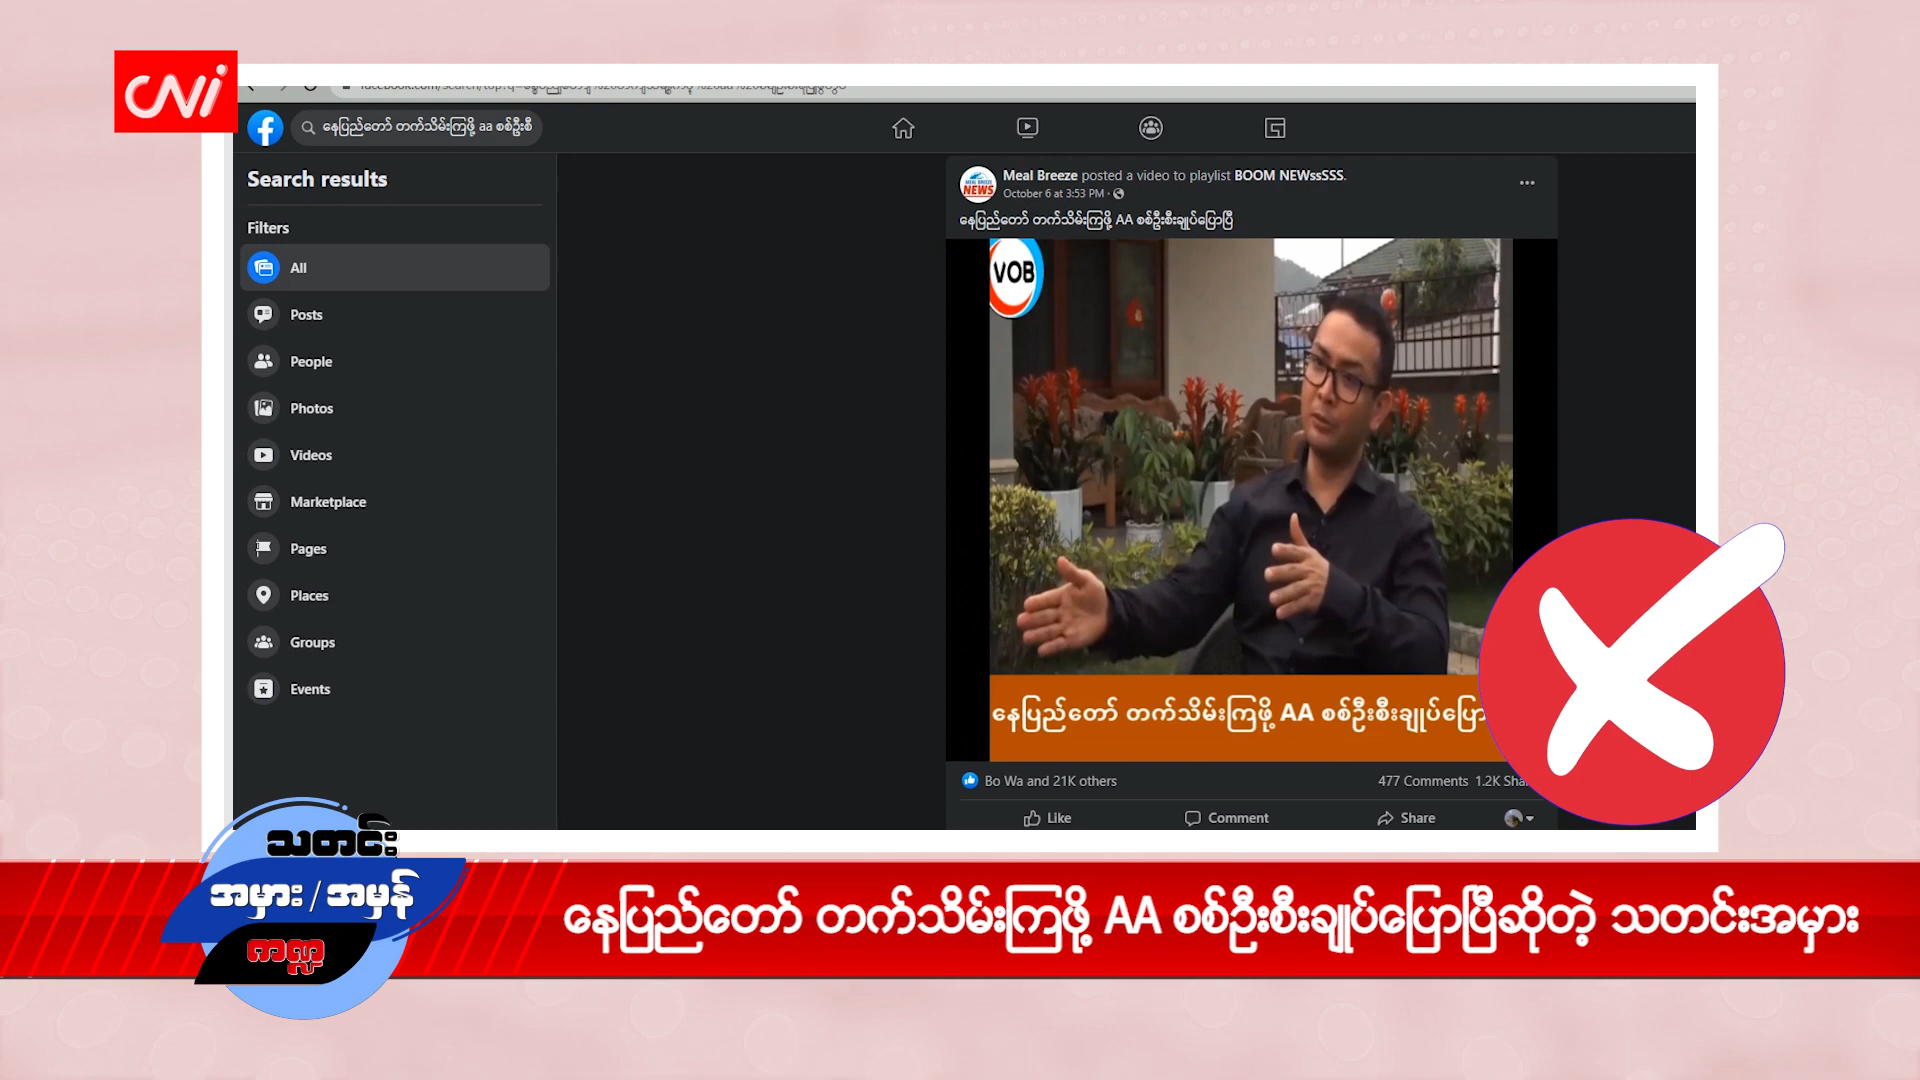 CNI
နေပြည်တော် တက်သိမ်းကြဖို့ aa စစ်ဦးစီ
Search results
Filters
All
Posts
People
Photos
Videos
Marketplace
Pages
Places
Groups
Events
Meal Breeze posted a video to playlist BOOM NEWssSSS.
October 6 at 3:53 PM ·
နေပြည်တော် တက်သိမ်းကြဖို့ AA စစ်ဦးစီးချုပ်ပြောပြီ
MEAL BREEZE
NEWS
VOB
နေပြည်တော် တက်သိမ်းကြဖို့ AA စစ်ဦးစီးချုပ်ပြော
Bo Wa and 21K others
477 Comments 1.2K Sha
Like Comment Share
သတင်း
အမှား / အမှန်
ကဏ္ဍ
နေပြည်တော် တက်သိမ်းကြဖို့ AA စစ်ဦးစီးချုပ်ပြောပြီဆိုတဲ့ သတင်းအမှား